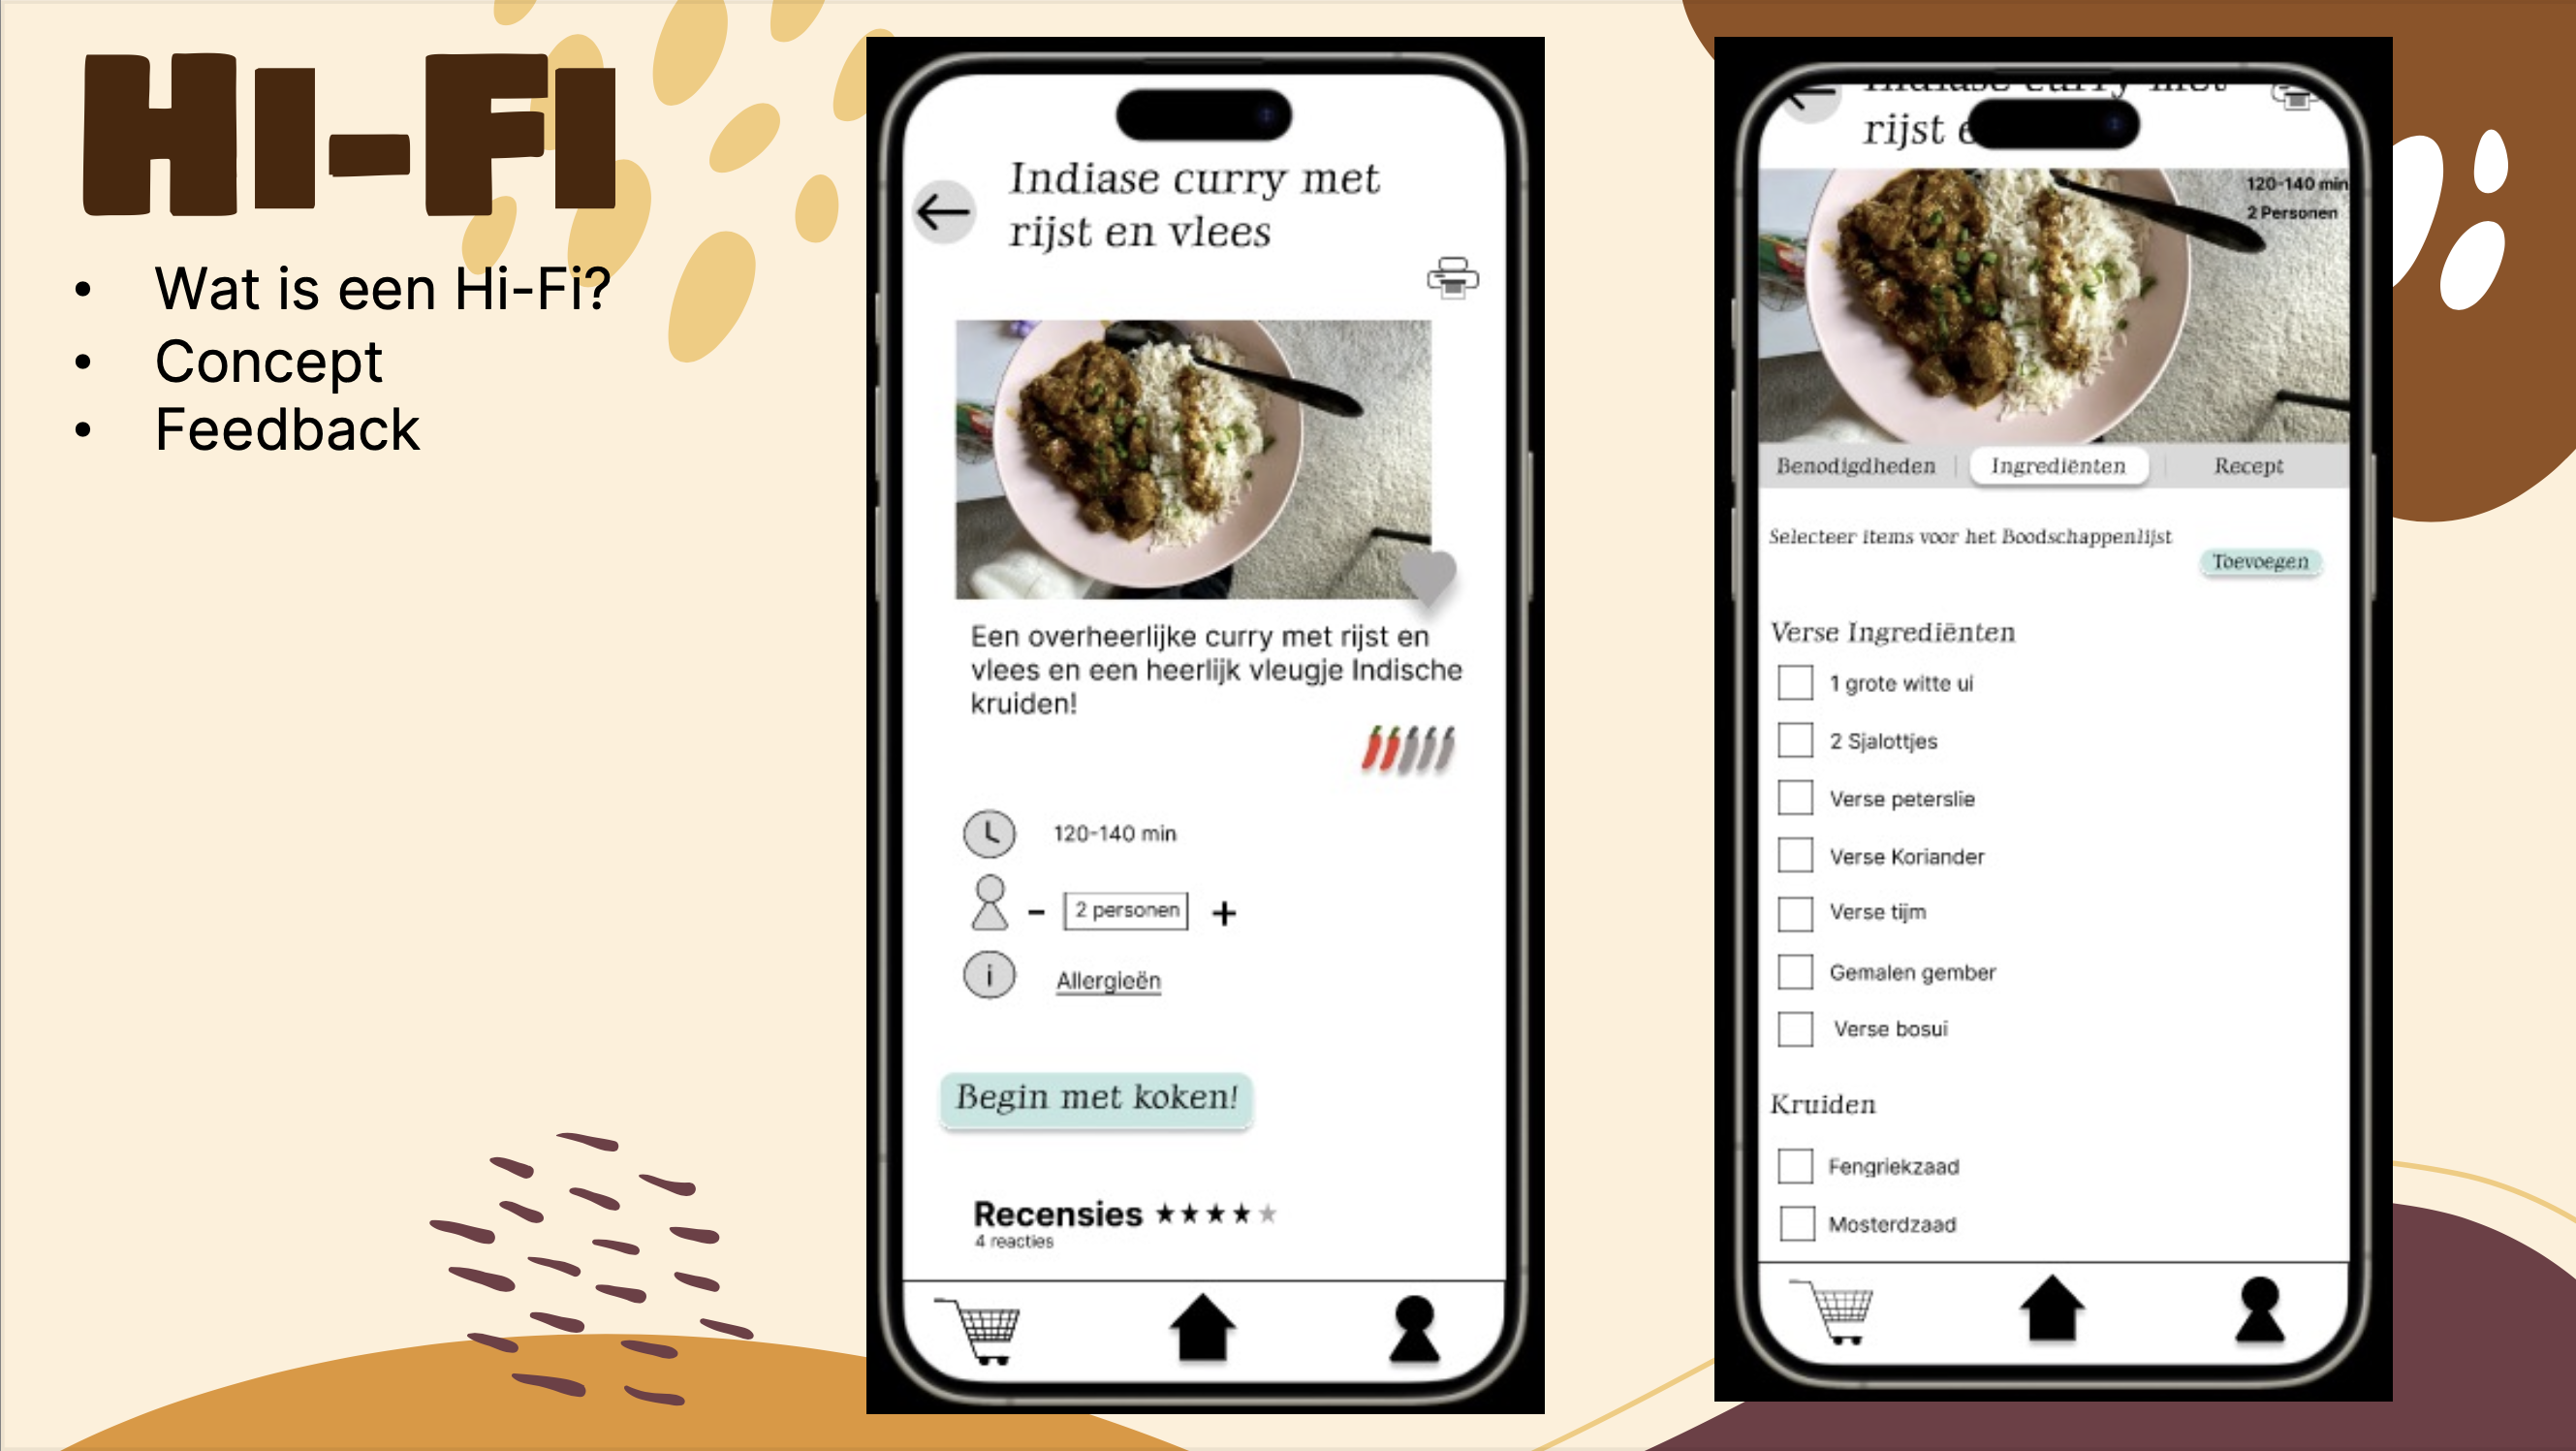 HI-FI
• Wat is een Hi-Fi?
• Concept
• Feedback
Indiase curry met
rijst en vlees
Een overheerlijke curry met rijst en
vlees en een heerlijk vleugje Indische
kruiden!
120-140 min
- 2 personen +
i Allergieën
Begin met koken!
Recensies ★★★★★
4 reacties
Indiase curry met
rijst e
120-140 min
2 Personen
Benodigdheden Ingrediënten Recept
Selecteer items voor het Boodschappenlijst
Toevoegen
Verse Ingrediënten
1 grote witte ui
2 Sjalottjes
Verse peterslie
Verse Koriander
Verse tijm
Gemalen gember
Verse bosui
Kruiden
Fengriekzaad
Mosterdzaad